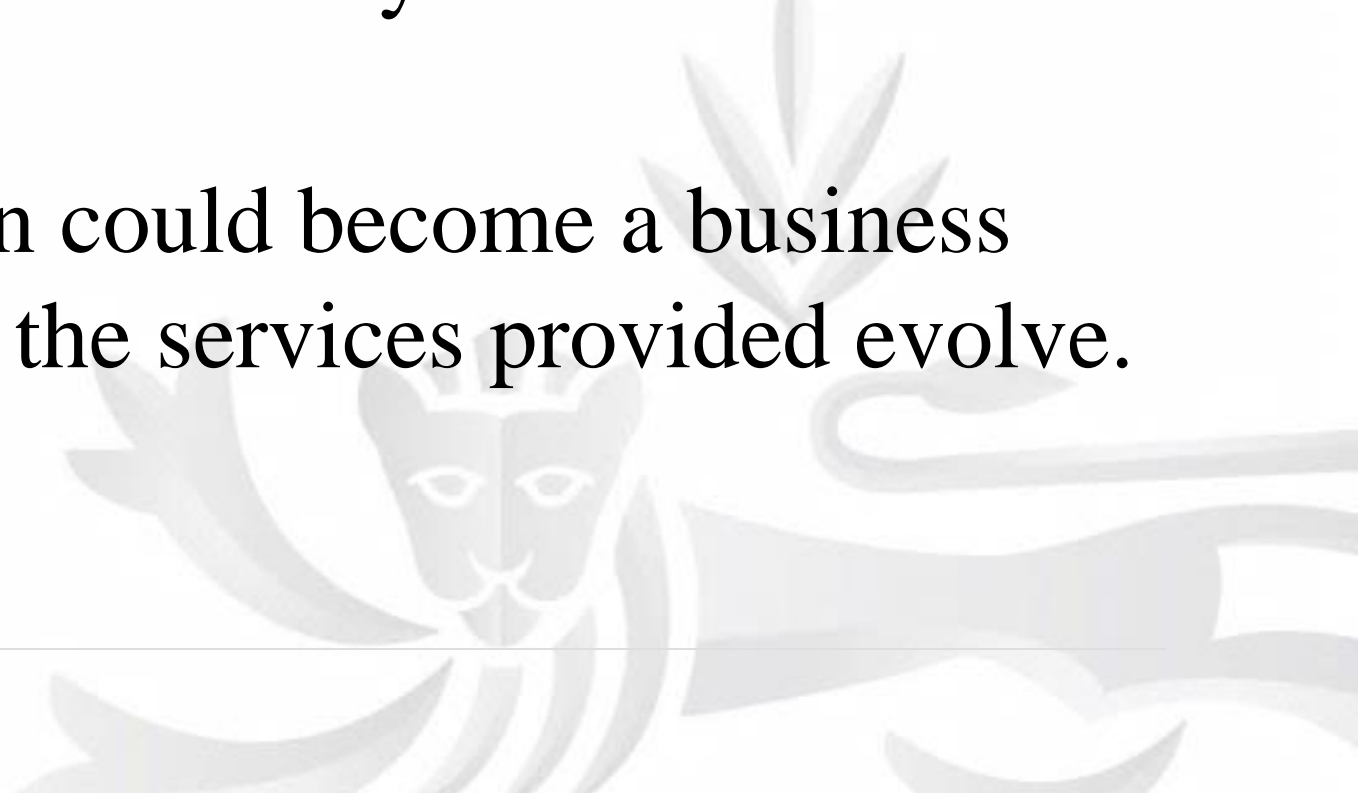 n could become a business
the services provided evolve.